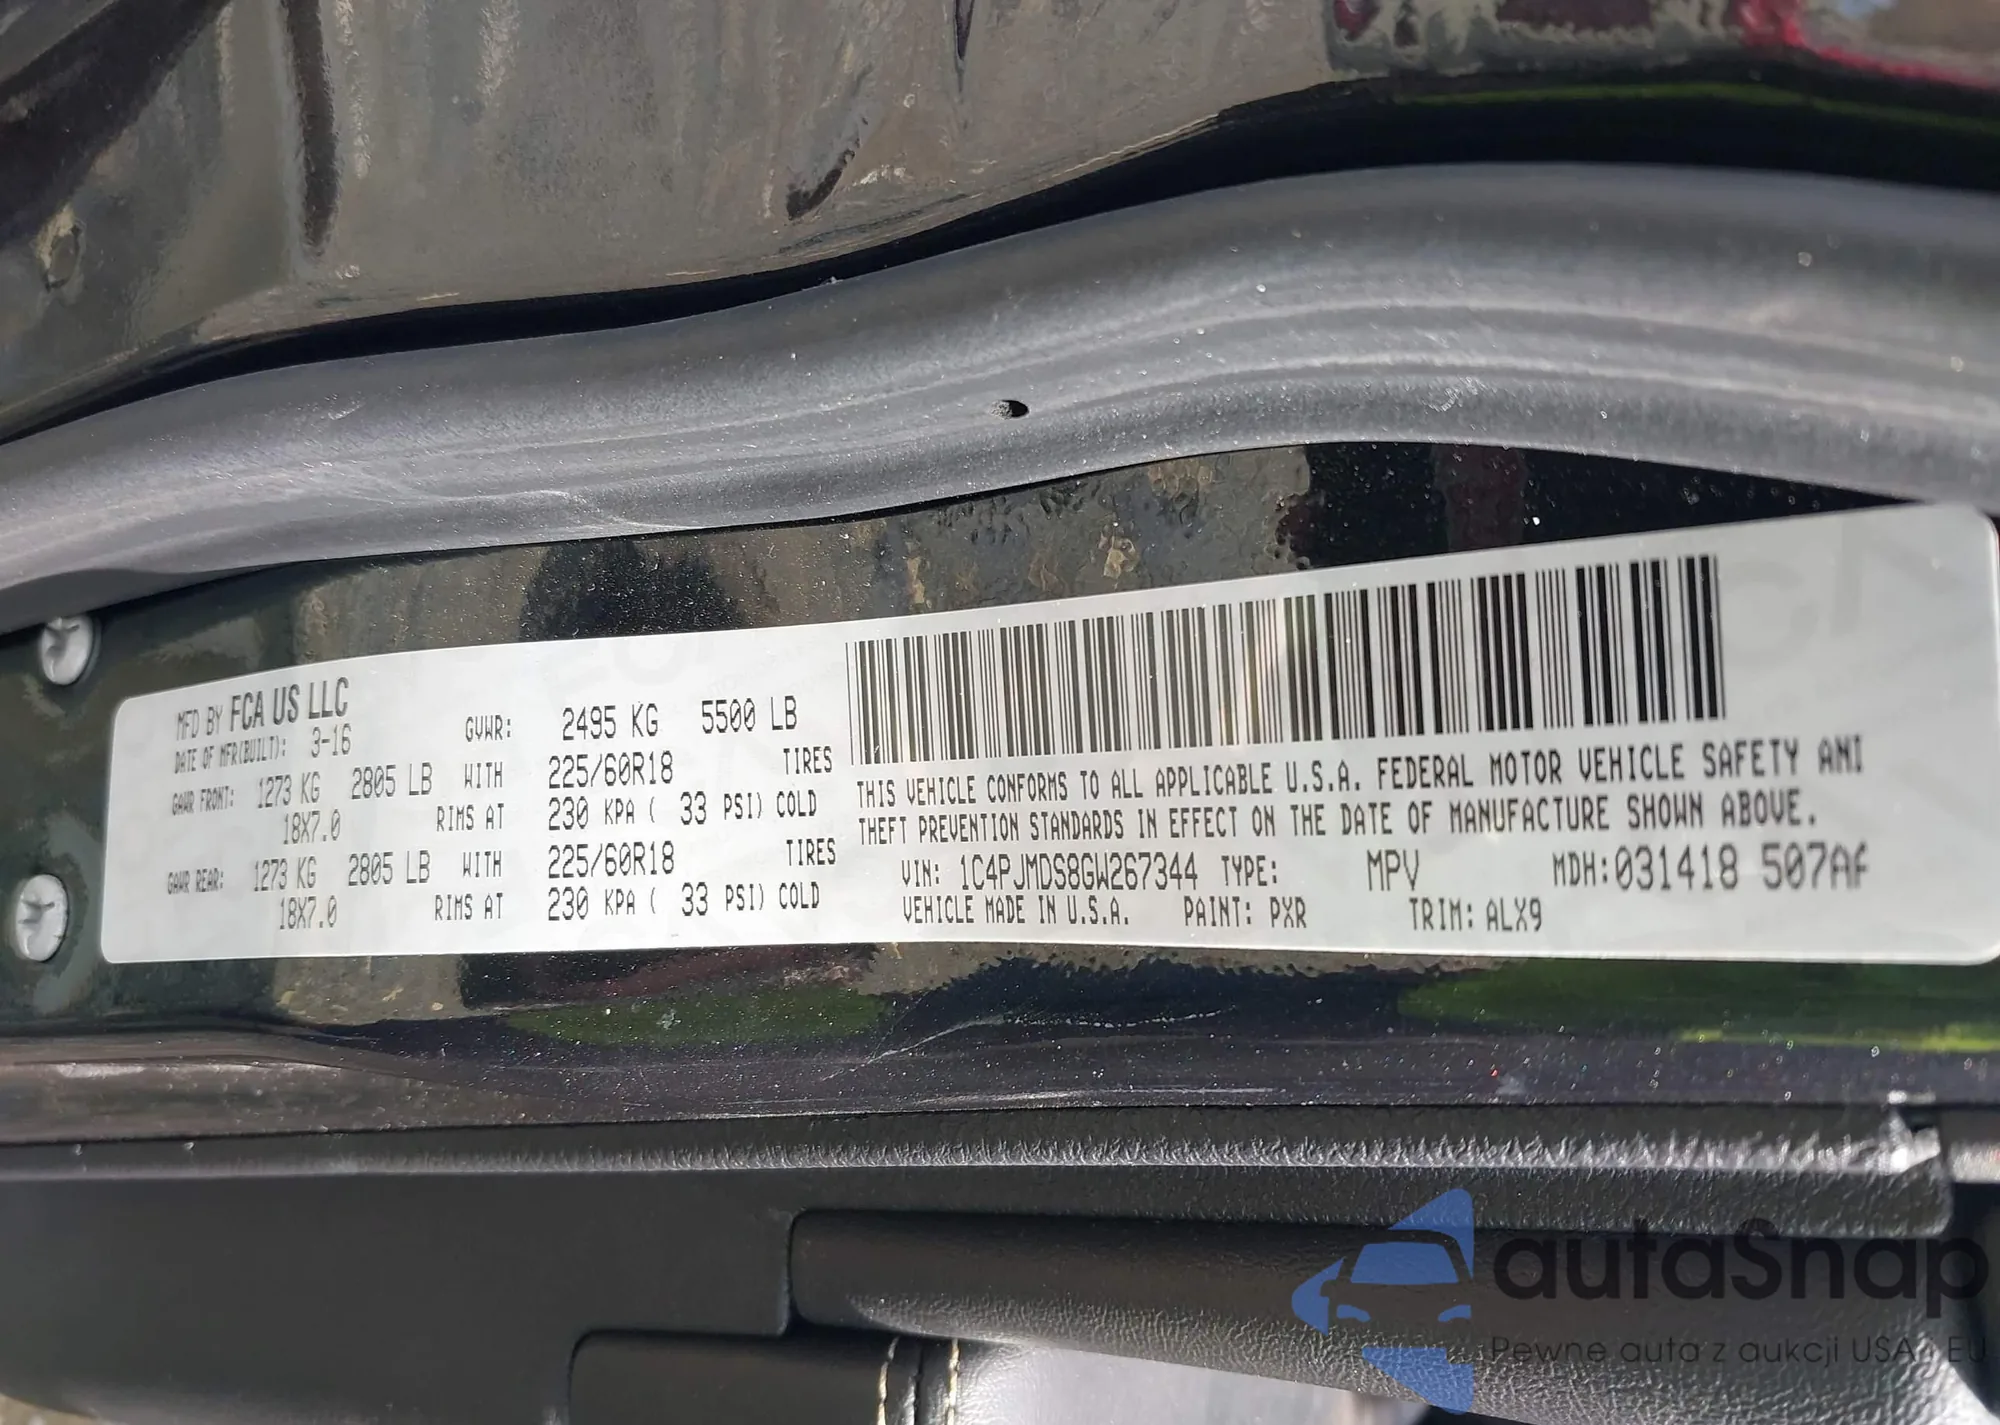 MFD BY FCA US LLC
DATE OF MFR(BUILT): 3-16
GVWR: 2495 KG 5500 LB
GAWR FRONT: 1273 KG 2805 LB WITH 225/60R18 TIRES
18X7.0 RIMS AT 230 KPA ( 33 PSI) COLD
GAWR REAR: 1273 KG 2805 LB WITH 225/60R18 TIRES
18X7.0 RIMS AT 230 KPA ( 33 PSI) COLD
THIS VEHICLE CONFORMS TO ALL APPLICABLE U.S.A. FEDERAL MOTOR VEHICLE SAFETY AND
THEFT PREVENTION STANDARDS IN EFFECT ON THE DATE OF MANUFACTURE SHOWN ABOVE.
VIN: 1C4PJMDS8GW267344 TYPE: MPV MDH:031418 507AF
VEHICLE MADE IN U.S.A. PAINT: PXR TRIM: ALX9
autaSnap
Pewne auta z aukcji USA i EU